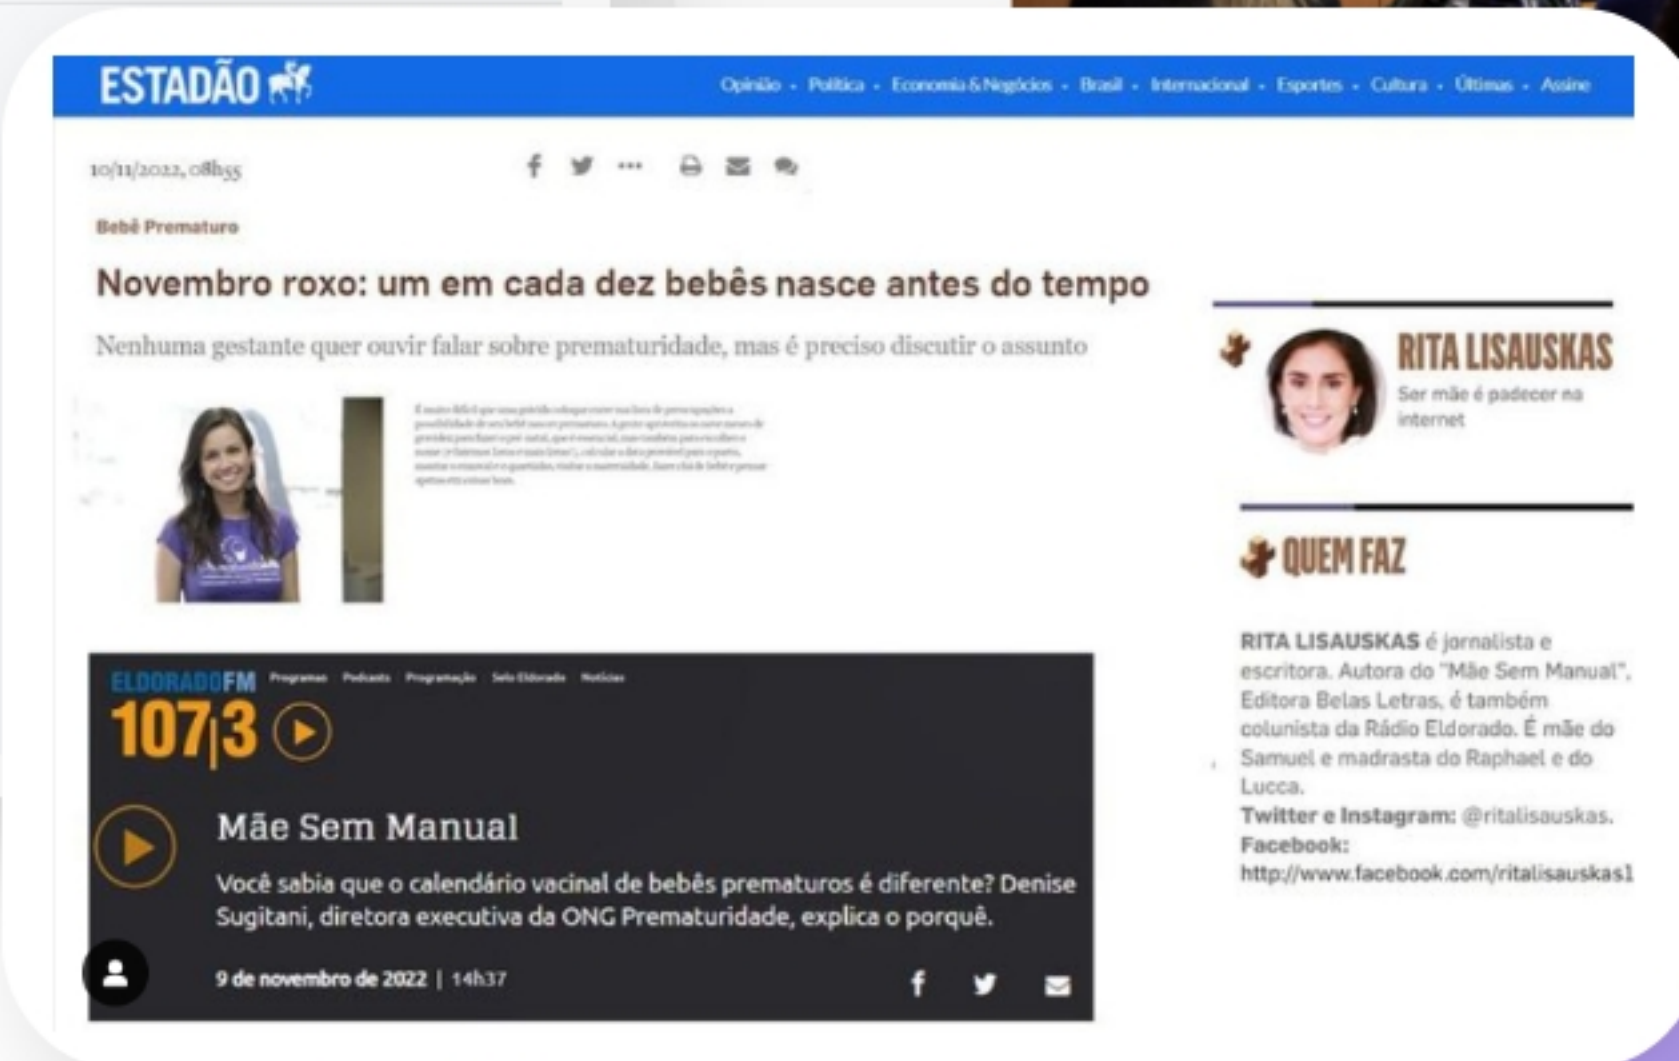 ESTADÃO
Opinião - Política - Economia & Negócios - Brasil - Internacional - Esportes - Cultura - Últimas - Assine
10/11/2022, 08h55
Bebê Prematuro
Novembro roxo: um em cada dez bebês nasce antes do tempo
Nenhuma gestante quer ouvir falar sobre prematuridade, mas é preciso discutir o assunto
RITA LISAUSKAS
Ser mãe é padecer na
internet
QUEM FAZ
RITA LISAUSKAS é jornalista e
escritora. Autora do "Mãe Sem Manual",
Editora Belas Letras, é também
colunista da Rádio Eldorado. É mãe do
Samuel e madrasta do Raphael e do
Lucca.
Twitter e Instagram: @ritalisauskas.
Facebook:
http://www.facebook.com/ritalisauskas1
ELDORADO FM Programas Podcasts Programação Selo Eldorado Notícias
107|3
Mãe Sem Manual
Você sabia que o calendário vacinal de bebês prematuros é diferente? Denise
Sugitani, diretora executiva da ONG Prematuridade, explica o porquê.
9 de novembro de 2022 | 14h37